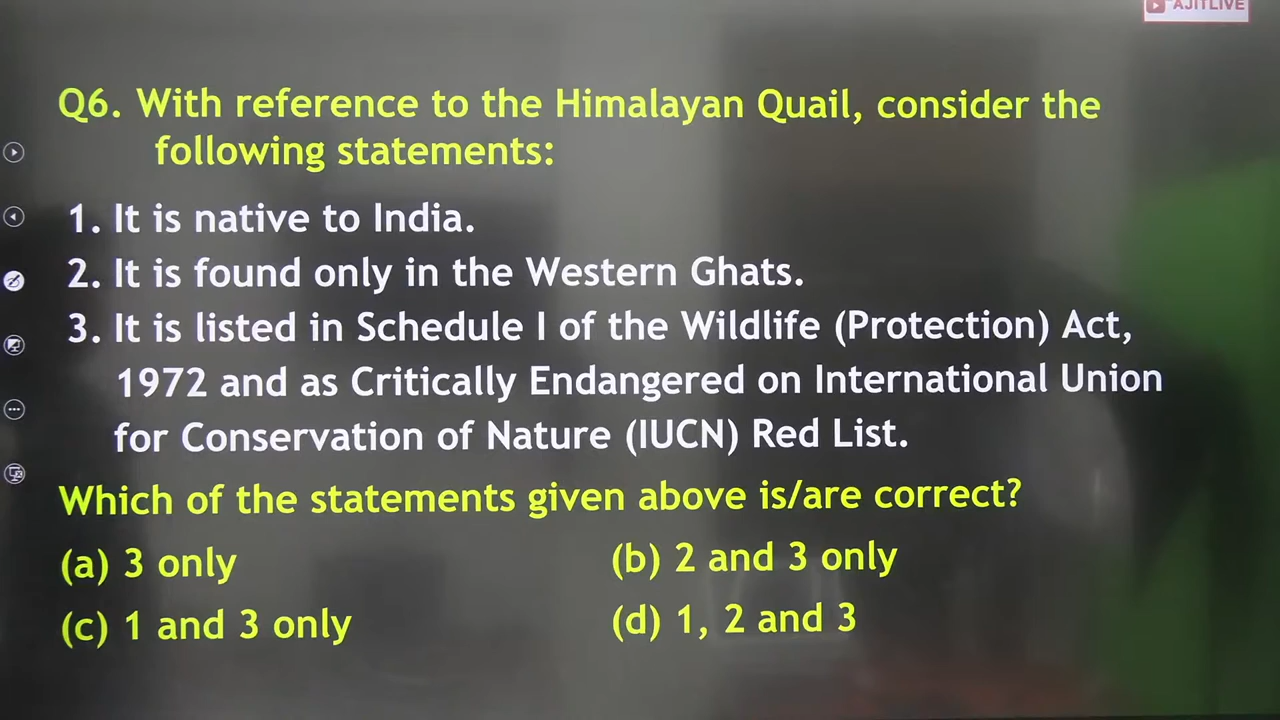 AJITLIVE
Q6. With reference to the Himalayan Quail, consider the
following statements:
1. It is native to India.
2. It is found only in the Western Ghats.
3. It is listed in Schedule I of the Wildlife (Protection) Act,
1972 and as Critically Endangered on International Union
for Conservation of Nature (IUCN) Red List.
Which of the statements given above is/are correct?
(a) 3 only (b) 2 and 3 only
(c) 1 and 3 only (d) 1, 2 and 3